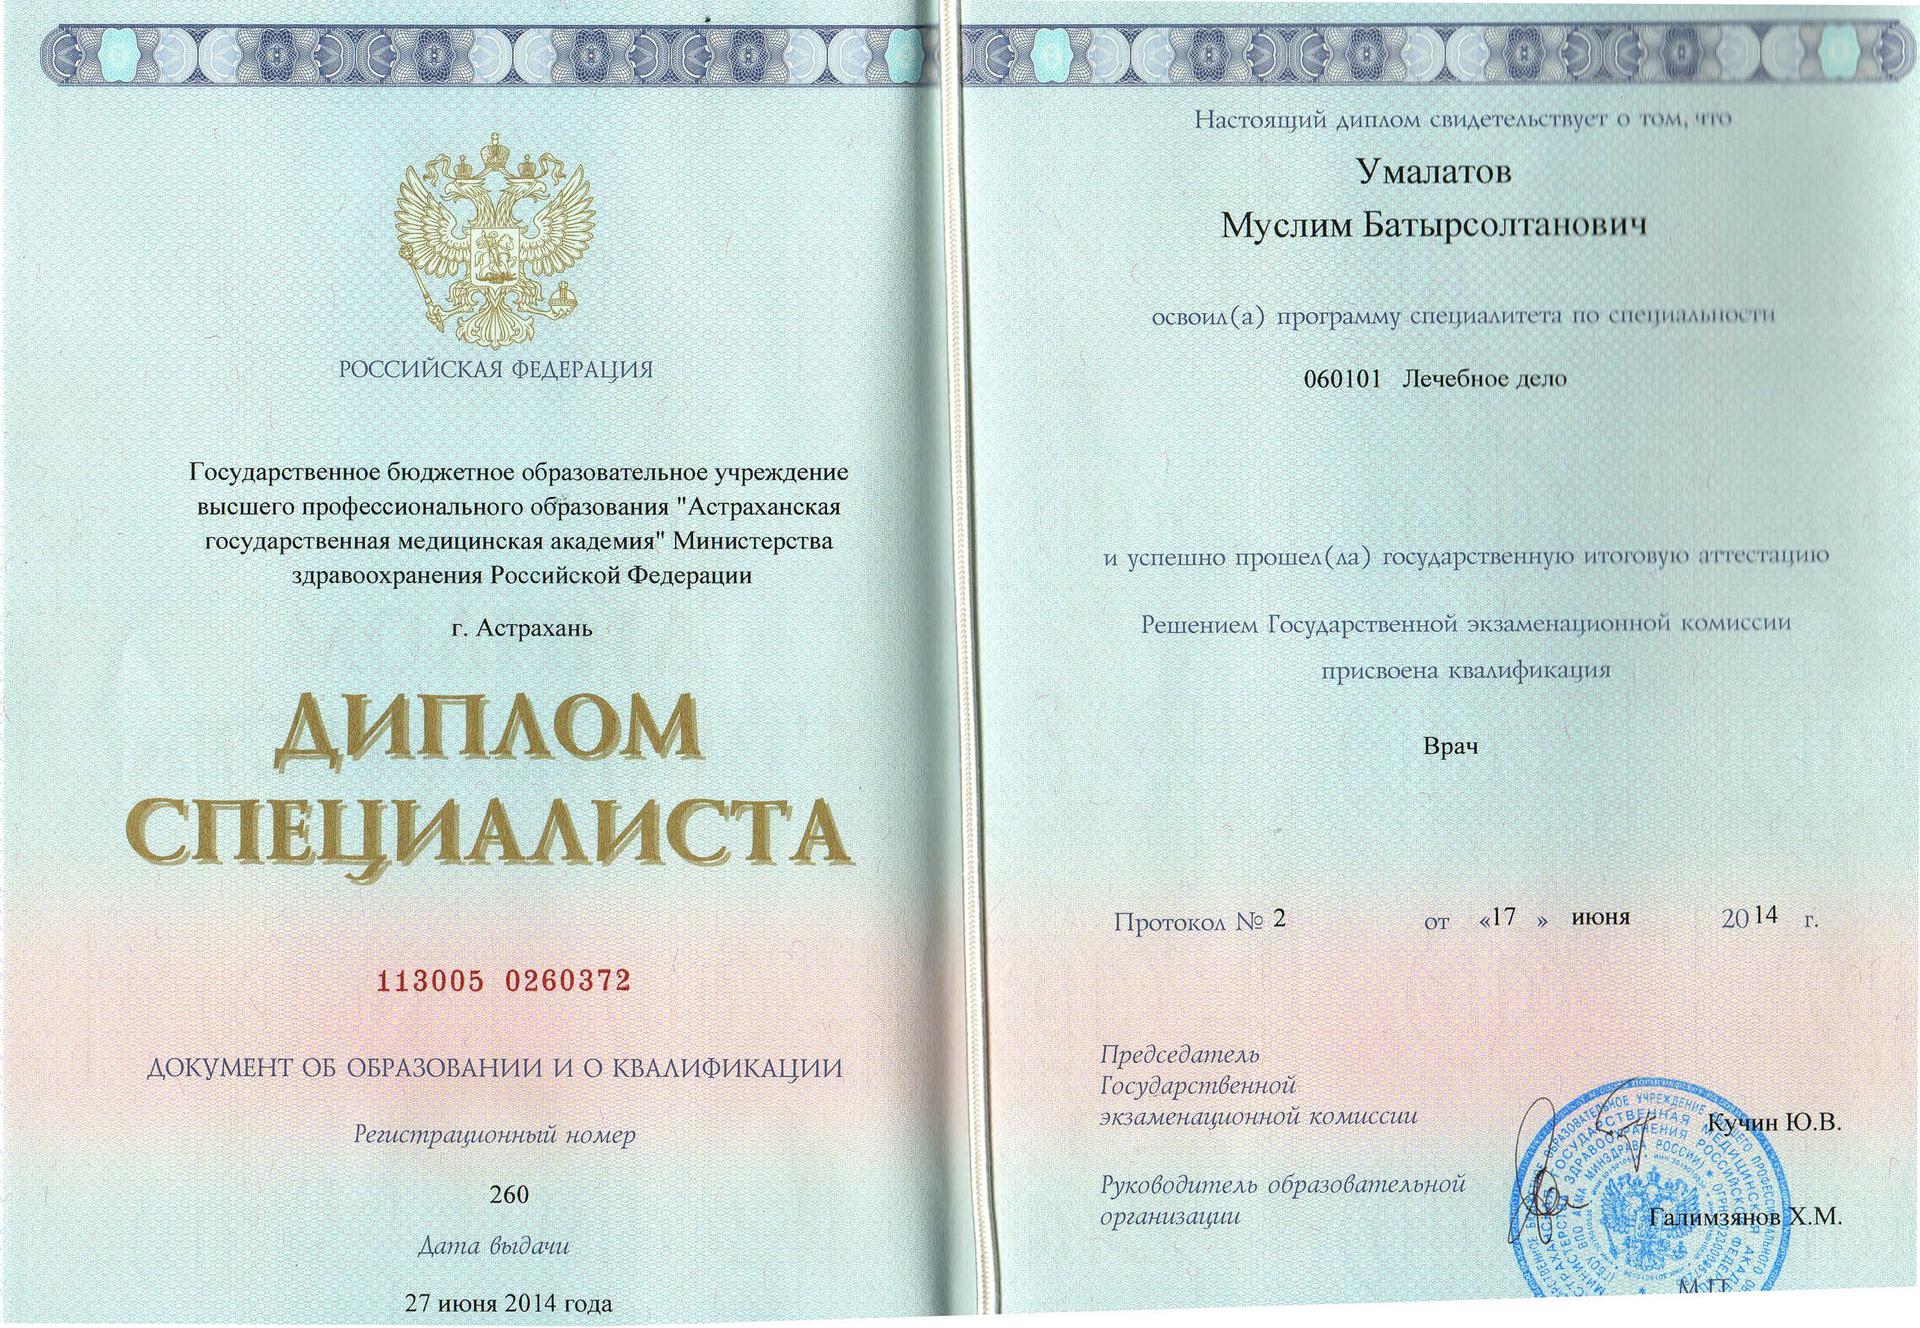 РОССИЙСКАЯ ФЕДЕРАЦИЯ
Государственное бюджетное образовательное учреждение
высшего профессионального образования "Астраханская
государственная медицинская академия" Министерства
здравоохранения Российской Федерации
г. Астрахань
ДИПЛОМ
СПЕЦИАЛИСТА
113005 0260372
ДОКУМЕНТ ОБ ОБРАЗОВАНИИ И О КВАЛИФИКАЦИИ
Регистрационный номер
260
Дата выдачи
27 июня 2014 года
Настоящий диплом свидетельствует о том, что
Умалатов
Муслим Батырсолтанович
освоил(а) программу специалитета по специальности
060101 Лечебное дело
и успешно прошел(ла) государственную итоговую аттестацию
Решением Государственной экзаменационной комиссии
присвоена квалификация
Врач
Протокол № 2 от «17 » июня 2014 г.
Председатель
Государственной
экзаменационной комиссии
Кучин Ю.В.
Руководитель образовательной
организации
Галимзянов Х.М.
М.П.